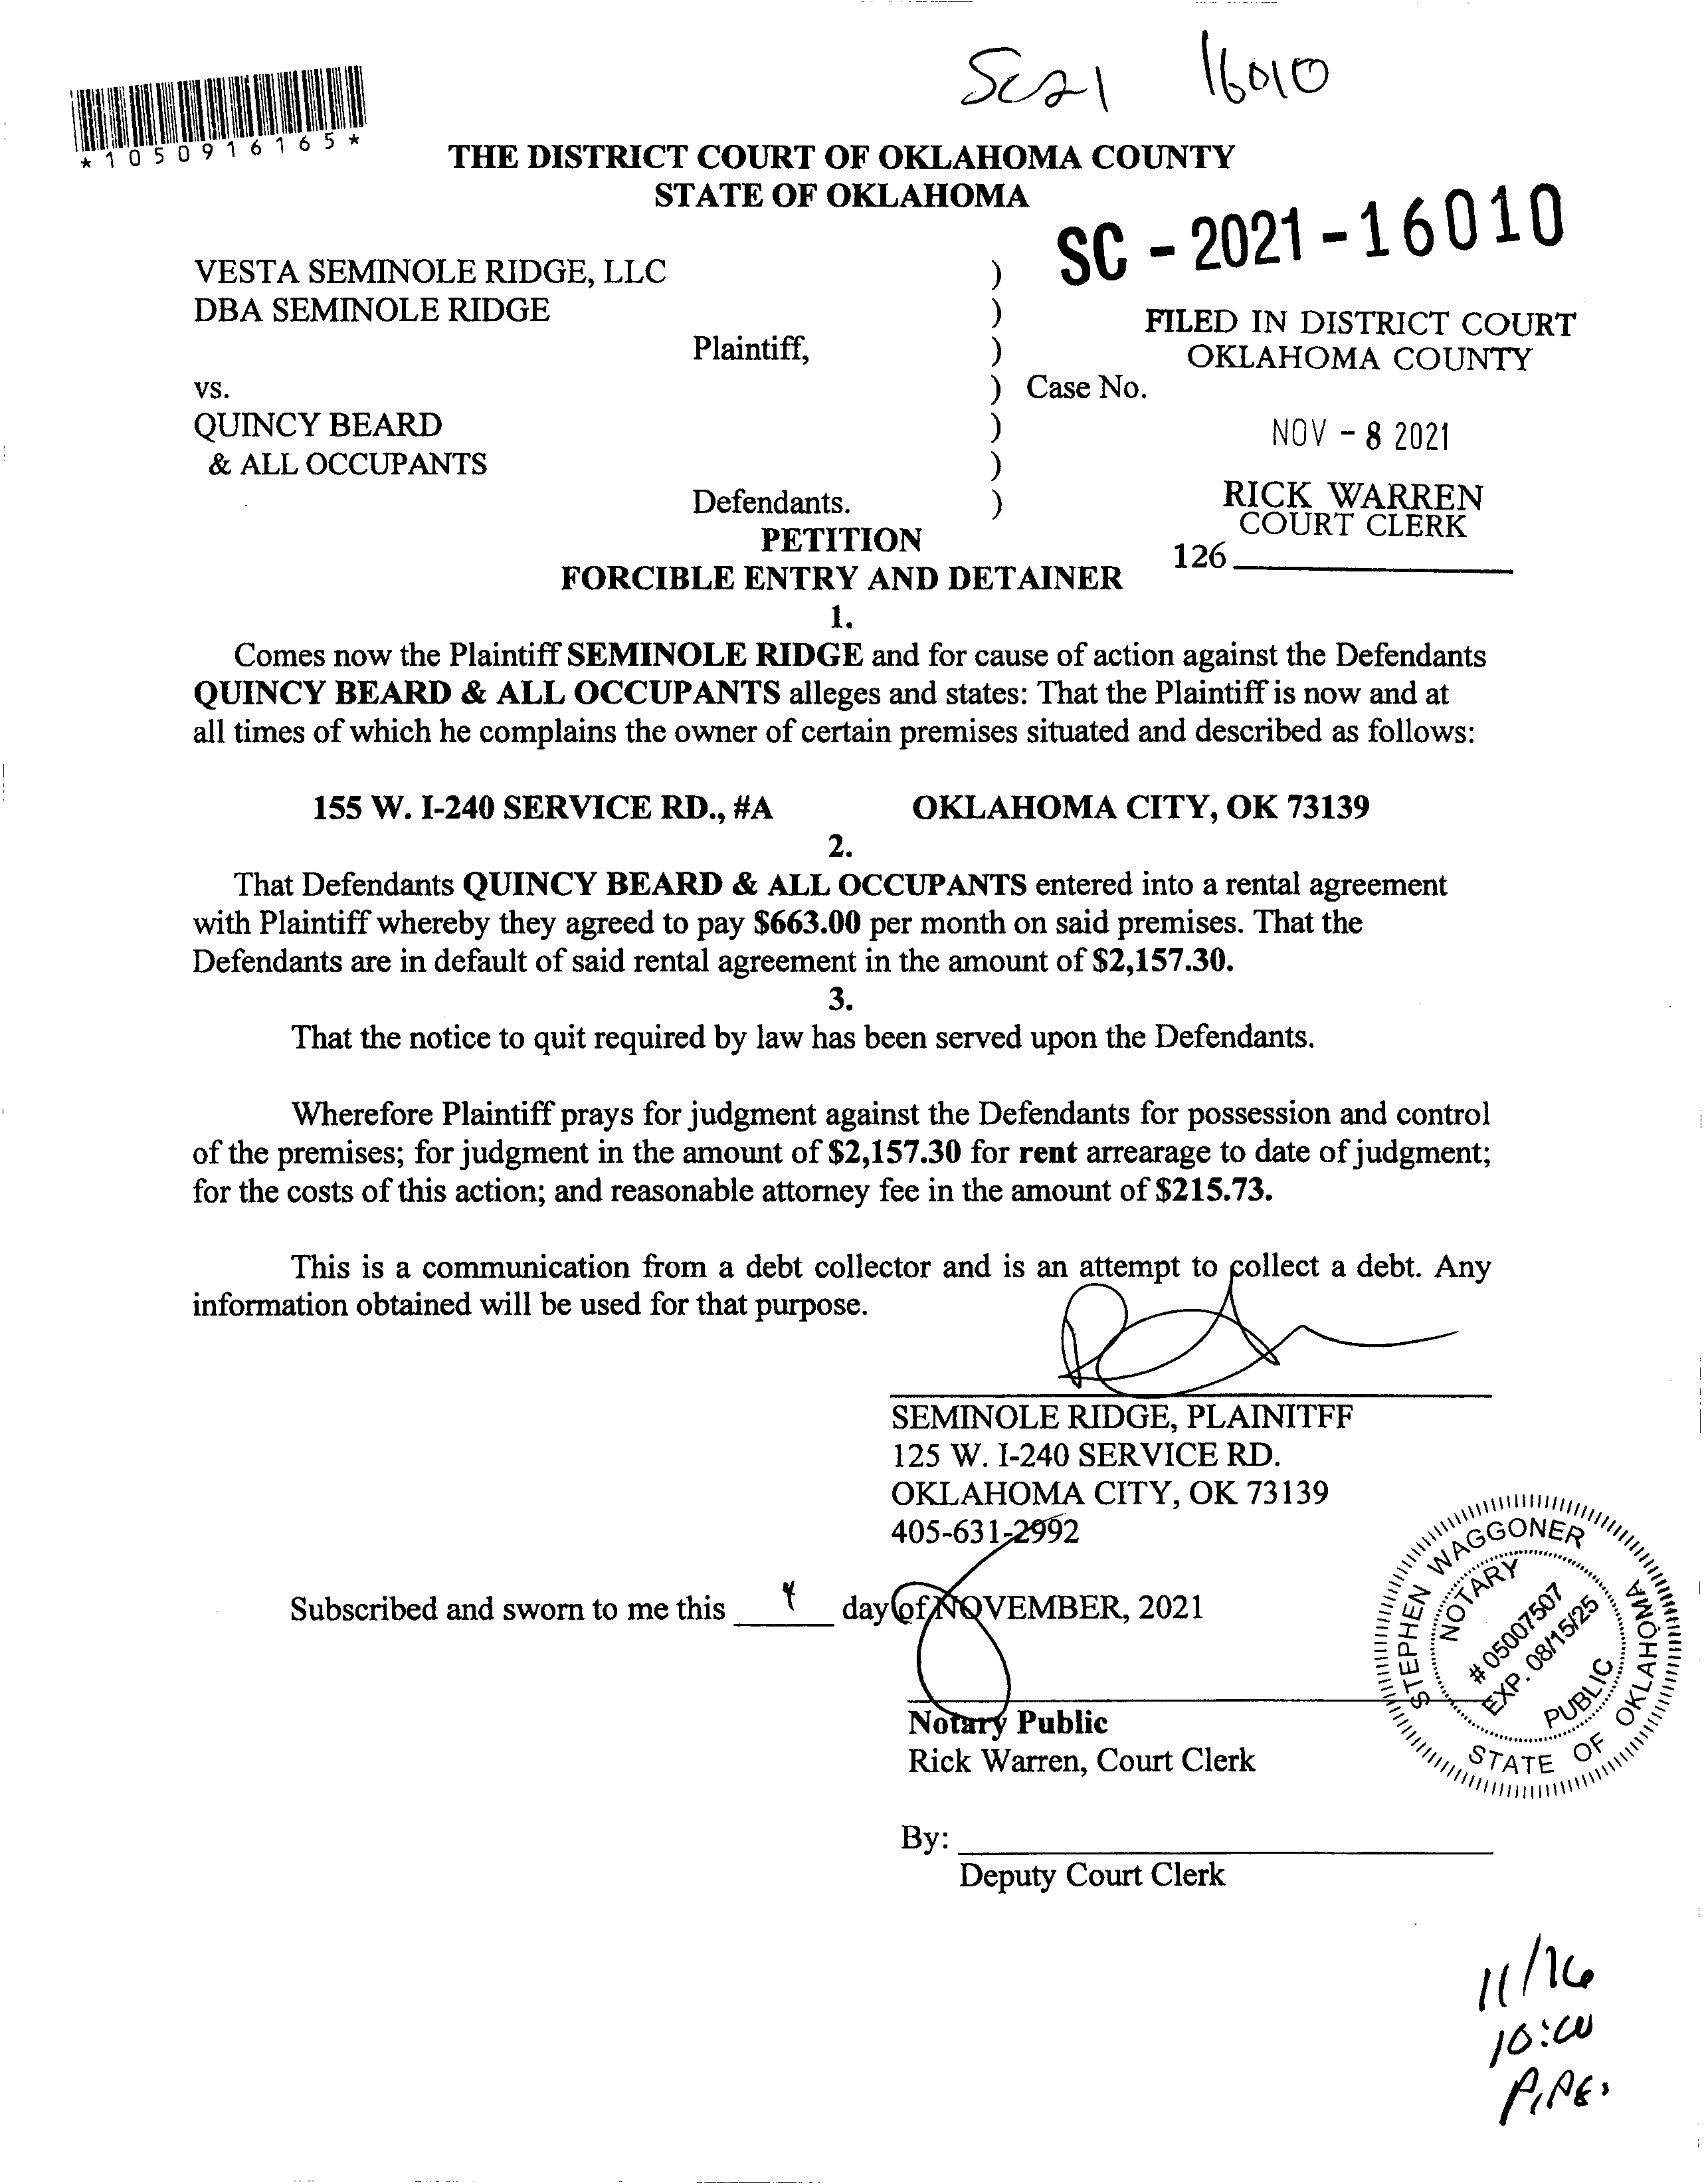 SC21 16010
*1050916165*
THE DISTRICT COURT OF OKLAHOMA COUNTY
STATE OF OKLAHOMA
SC - 2021 - 16010
VESTA SEMINOLE RIDGE, LLC )
DBA SEMINOLE RIDGE )
FILED IN DISTRICT COURT
Plaintiff, )
OKLAHOMA COUNTY
vs. ) Case No.
QUINCY BEARD )
NOV - 8 2021
& ALL OCCUPANTS )
Defendants. )
RICK WARREN
COURT CLERK
PETITION
126
FORCIBLE ENTRY AND DETAINER
1.
Comes now the Plaintiff SEMINOLE RIDGE and for cause of action against the Defendants
QUINCY BEARD & ALL OCCUPANTS alleges and states: That the Plaintiff is now and at
all times of which he complains the owner of certain premises situated and described as follows:
155 W. I-240 SERVICE RD., #A OKLAHOMA CITY, OK 73139
2.
That Defendants QUINCY BEARD & ALL OCCUPANTS entered into a rental agreement
with Plaintiff whereby they agreed to pay $663.00 per month on said premises. That the
Defendants are in default of said rental agreement in the amount of $2,157.30.
3.
That the notice to quit required by law has been served upon the Defendants.
Wherefore Plaintiff prays for judgment against the Defendants for possession and control
of the premises; for judgment in the amount of $2,157.30 for rent arrearage to date of judgment;
for the costs of this action; and reasonable attorney fee in the amount of $215.73.
This is a communication from a debt collector and is an attempt to collect a debt. Any
information obtained will be used for that purpose.
SEMINOLE RIDGE, PLAINITFF
125 W. I-240 SERVICE RD.
OKLAHOMA CITY, OK 73139
405-631-2992
Subscribed and sworn to me this day of NOVEMBER, 2021
STEPHEN WAGGONER
NOTARY
# 05007507
EXP. 08/15/25
PUBLIC
STATE OF OKLAHOMA
Notary Public
Rick Warren, Court Clerk
By:
Deputy Court Clerk
11/16
10:00